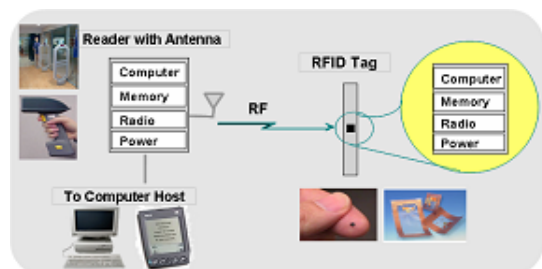 Reader with Antenna
Computer
Memory
Radio
Power
RF
RFID Tag
Computer
Memory
Radio
Power
To Computer Host